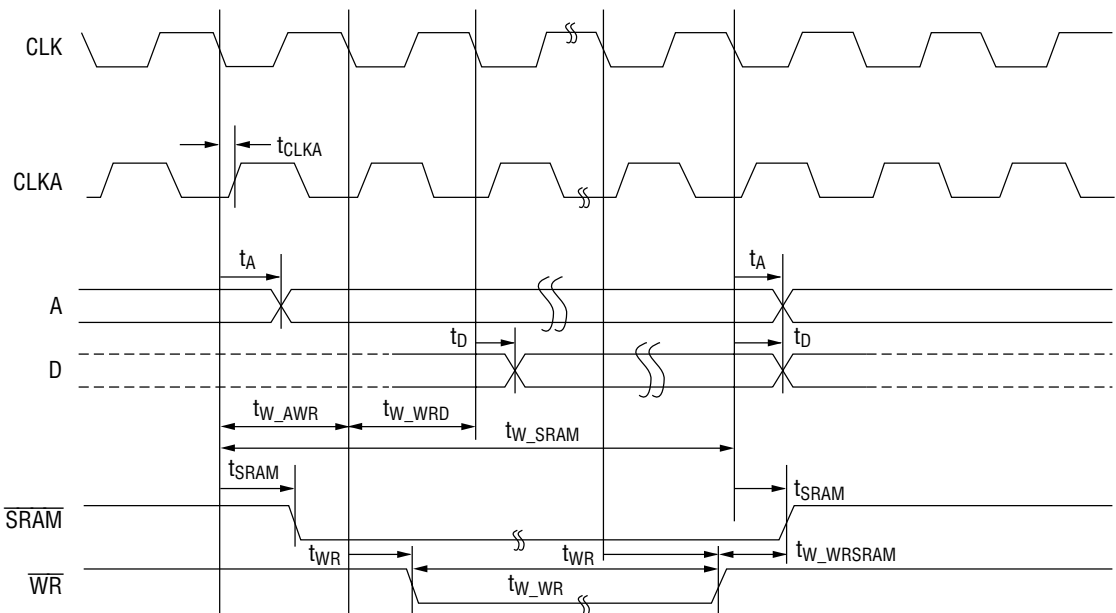 CLK
t_CLKA
CLKA
t_A t_A
A
t_D t_D
D
t_W_AWR t_W_WRD
t_W_SRAM
t_SRAM t_SRAM
SRAM
t_WR t_WR t_W_WRSRAM
WR t_W_WR